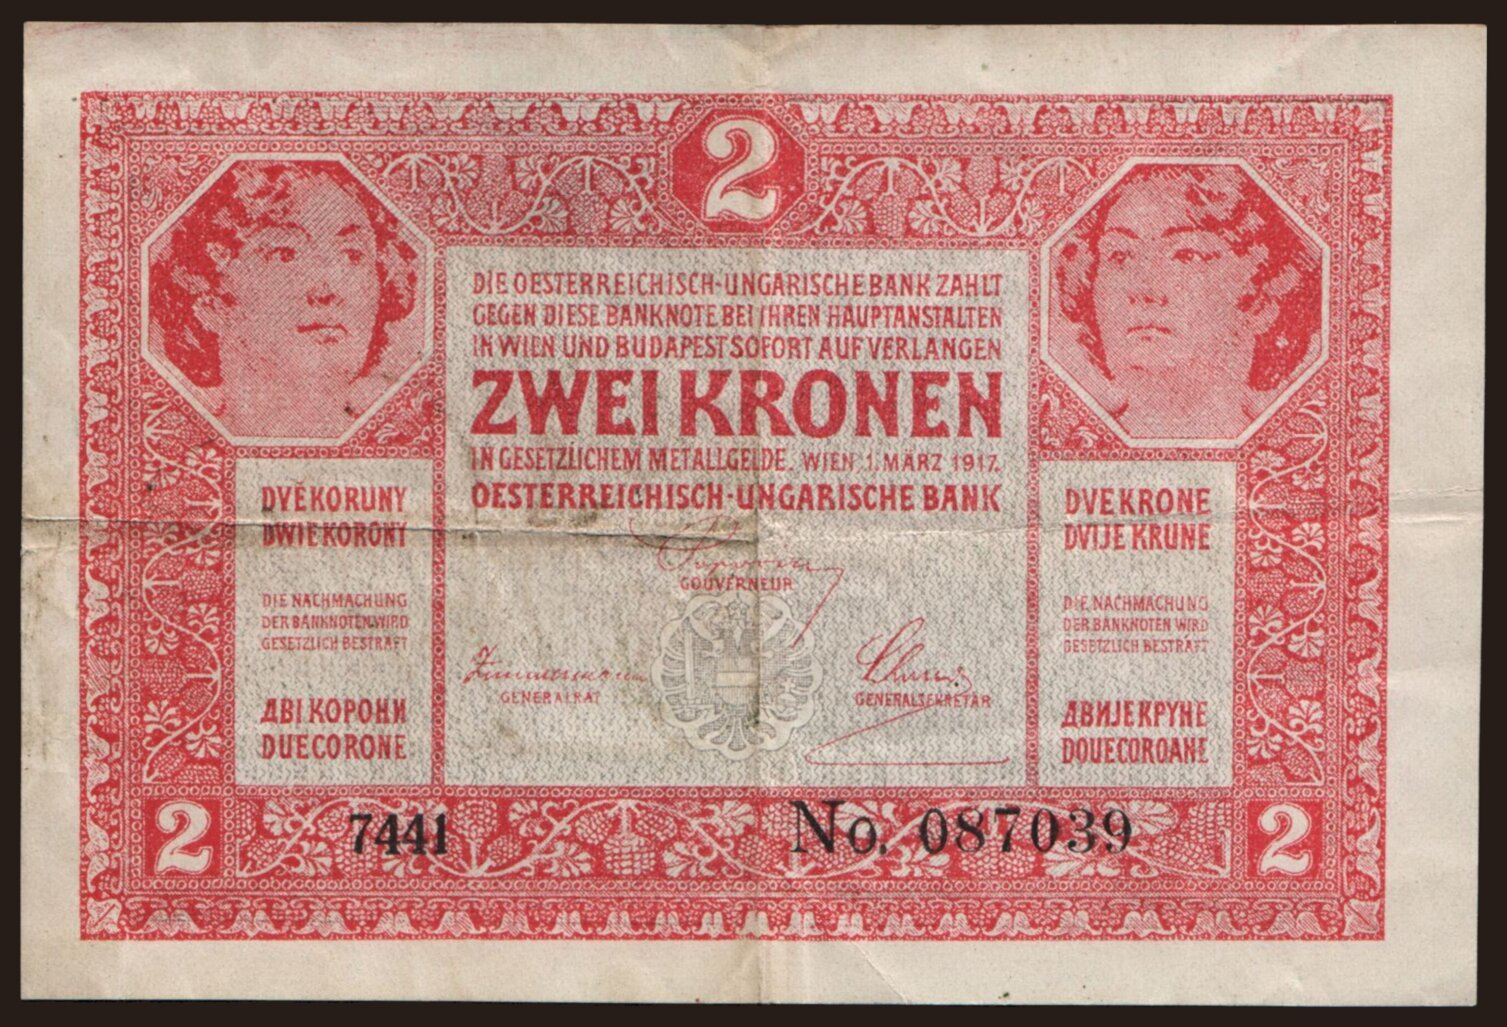 2
DIE OESTERREICHISCH-UNGARISCHE BANK ZAHLT
GEGEN DIESE BANKNOTE BEI IHREN HAUPTANSTALTEN
IN WIEN UND BUDAPEST SOFORT AUF VERLANGEN
ZWEI KRONEN
IN GESETZLICHEM METALLGELDE. WIEN, 1. MÄRZ 1917.
OESTERREICHISCH-UNGARISCHE BANK
GOUVERNEUR
GENERALRAT
GENERALSEKRETÄR
DVĚ KORUNY
DWIE KORONY
DIE NACHMACHUNG
DER BANKNOTEN WIRD
GESETZLICH BESTRAFT
ДВІ КОРОНИ
DUE CORONE
DVE KRONE
DVIJE KRUNE
DIE NACHMACHUNG
DER BANKNOTEN WIRD
GESETZLICH BESTRAFT
ДВИЈЕ КРУНЕ
DOUE COROANE
2
7441
No. 087039
2